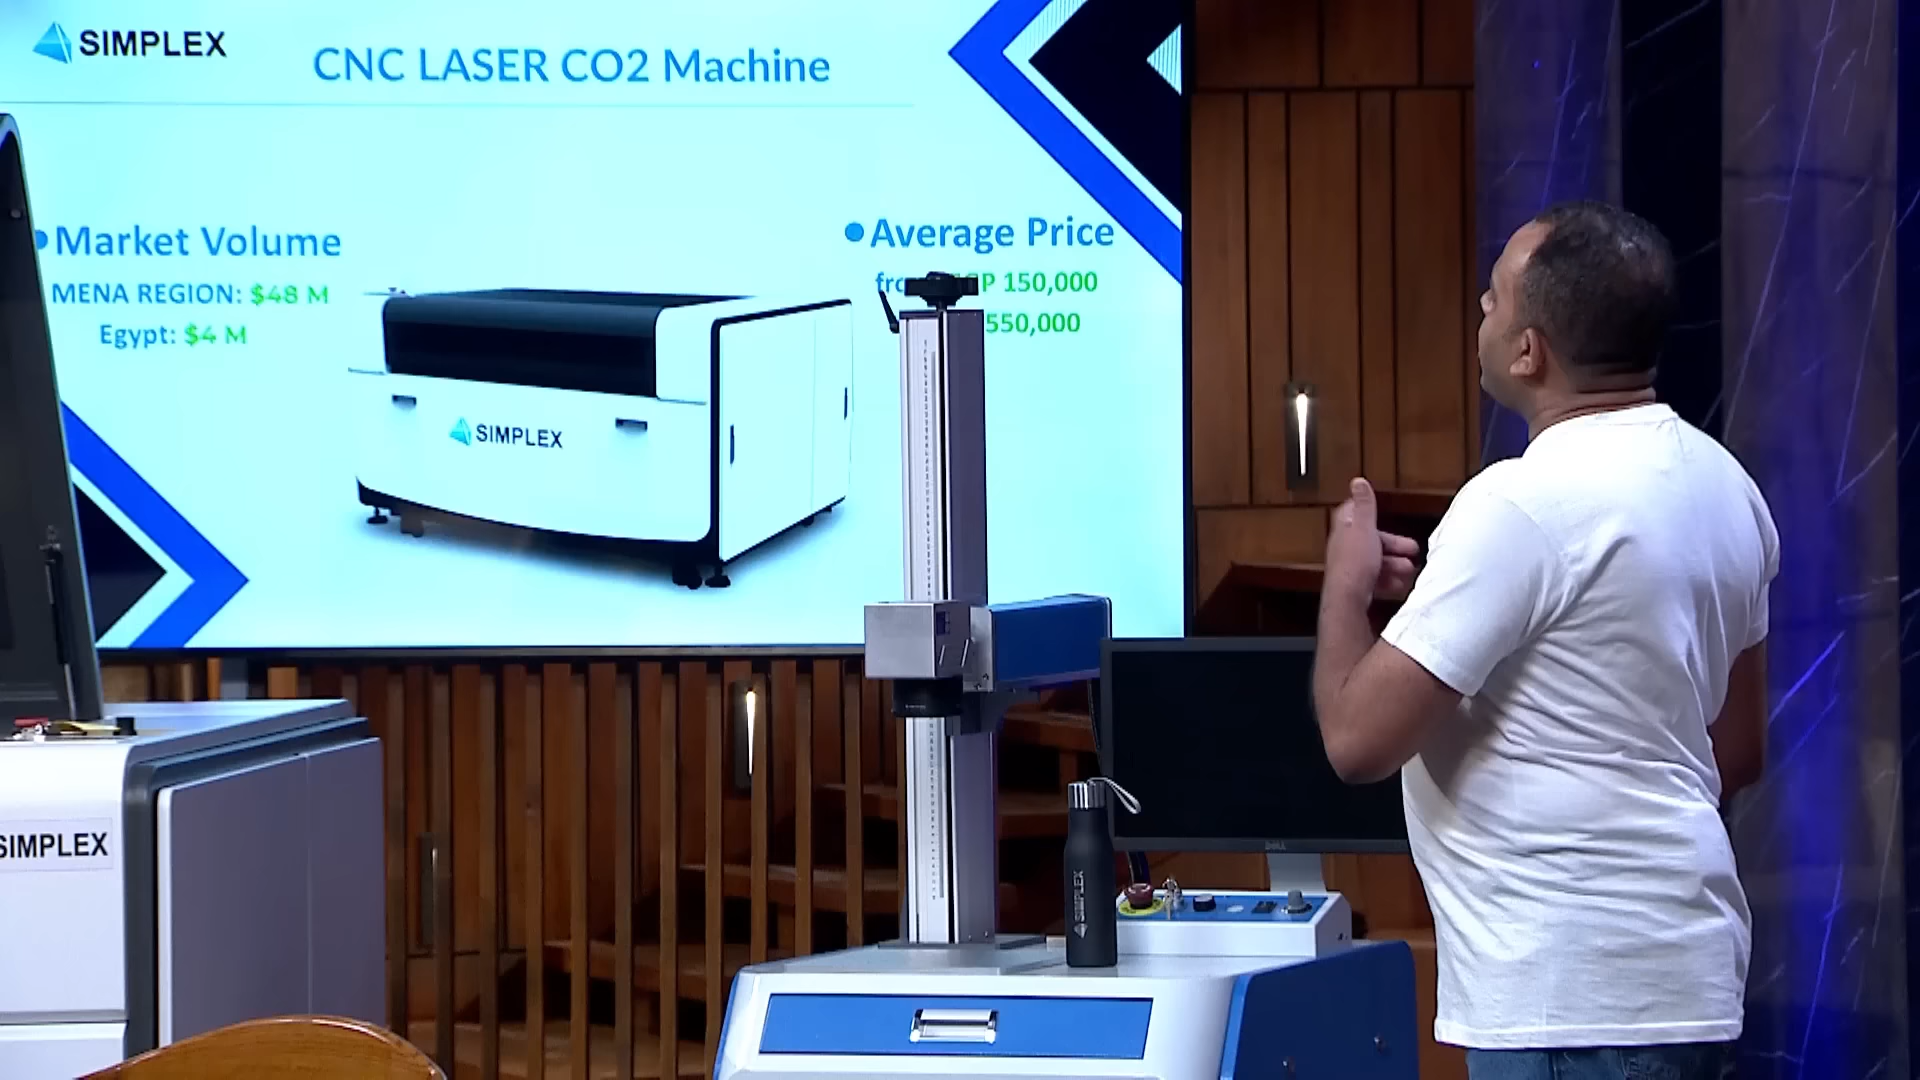 SIMPLEX
CNC LASER CO2 Machine
Market Volume
MENA REGION: $48 M
Egypt: $4 M
Average Price
150,000
550,000
SIMPLEX
SIMPLEX
SIMPLEX
DELL